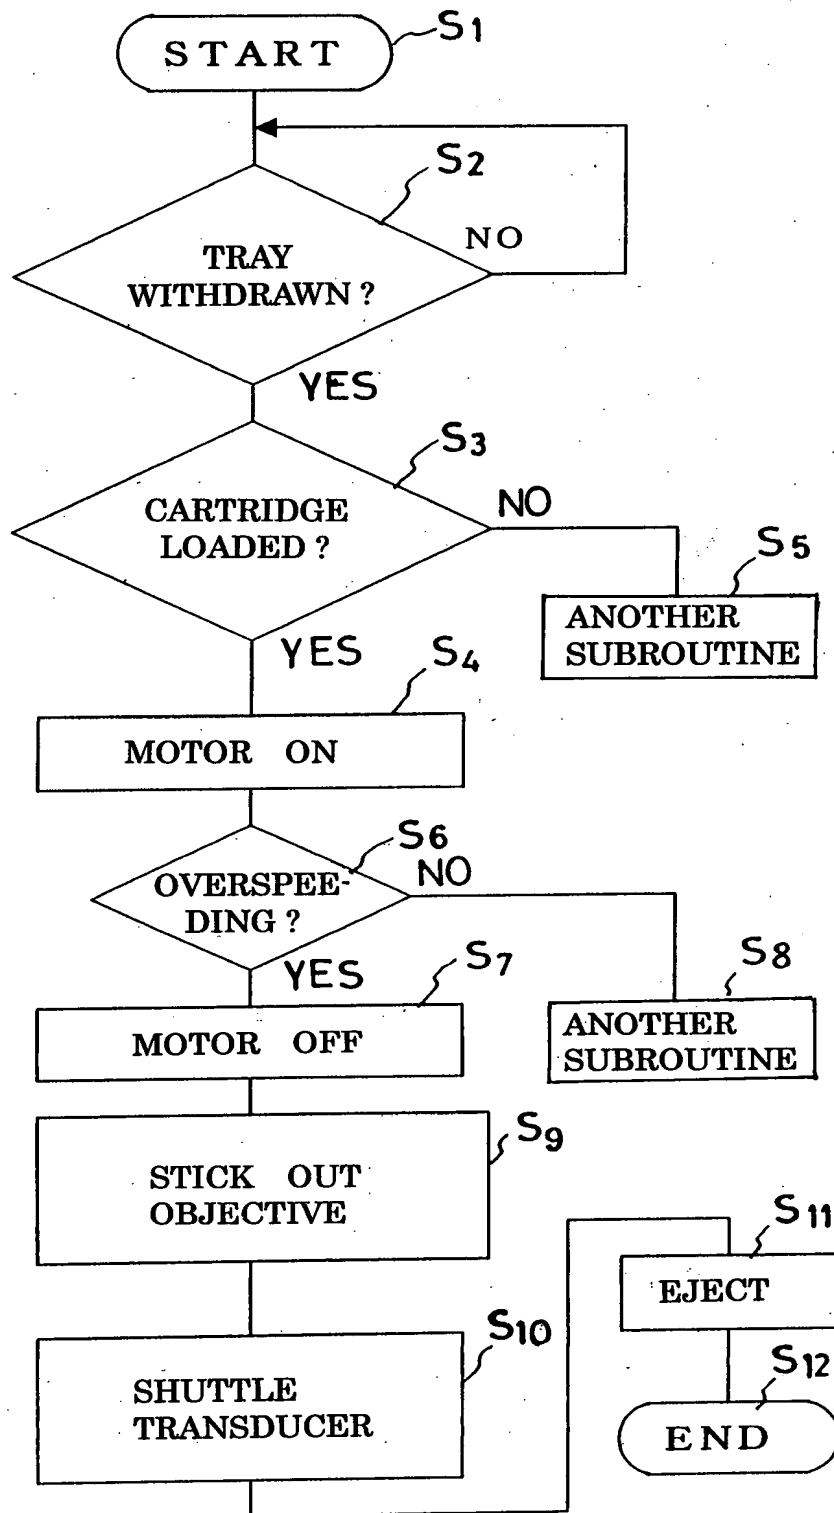 START
S1
S2
NO
TRAY
WITHDRAWN ?
YES
S3
NO
CARTRIDGE
LOADED ?
S5
ANOTHER
SUBROUTINE
YES
S4
MOTOR ON
S6
NO
OVERSPEE-
DING ?
YES
S7
S8
MOTOR OFF
ANOTHER
SUBROUTINE
S9
STICK OUT
OBJECTIVE
S11
EJECT
S10
SHUTTLE
TRANSDUCER
S12
END